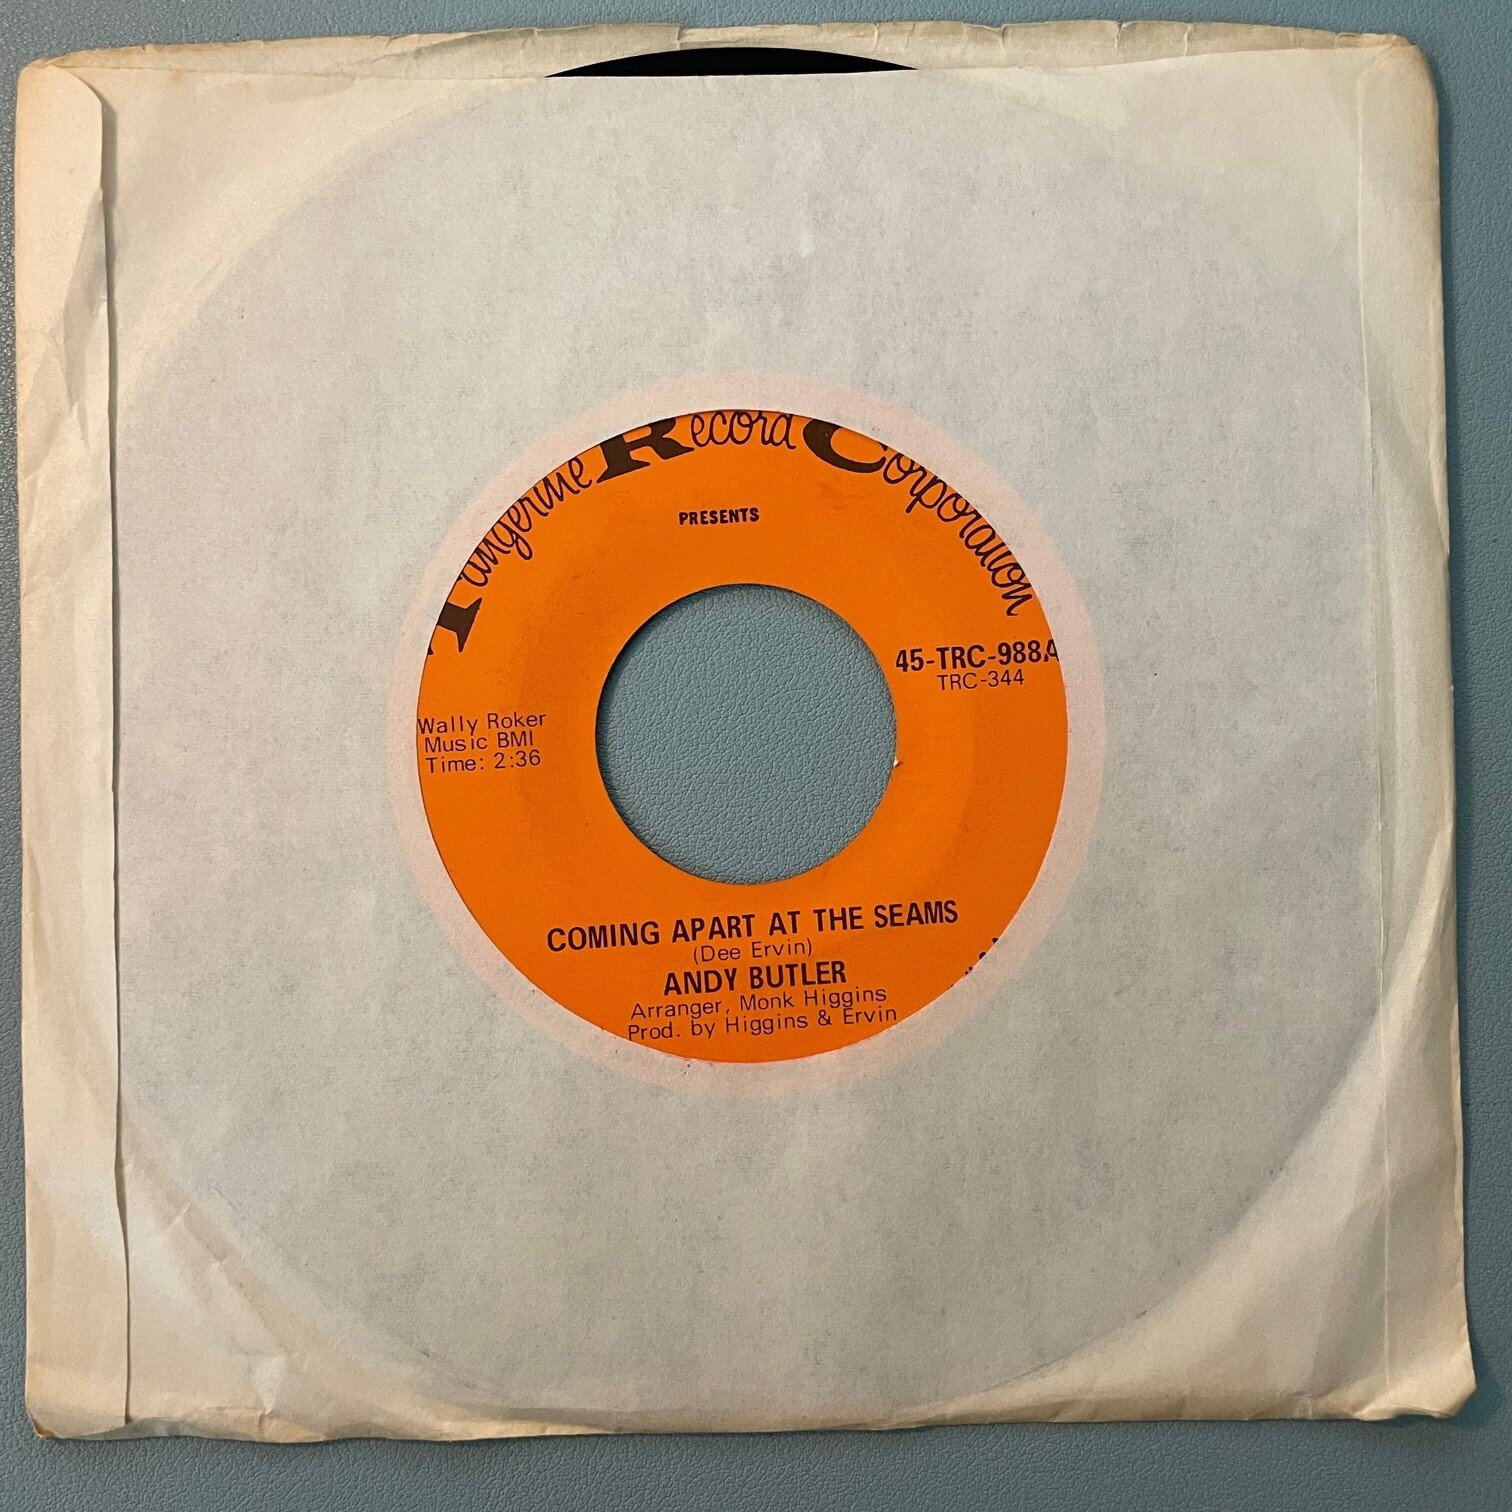 Tangerine Record Corporation
PRESENTS
45-TRC-988A
TRC-344
Wally Roker
Music BMI
Time: 2:36
COMING APART AT THE SEAMS
(Dee Ervin)
ANDY BUTLER
Arranger, Monk Higgins
Prod. by Higgins & Ervin